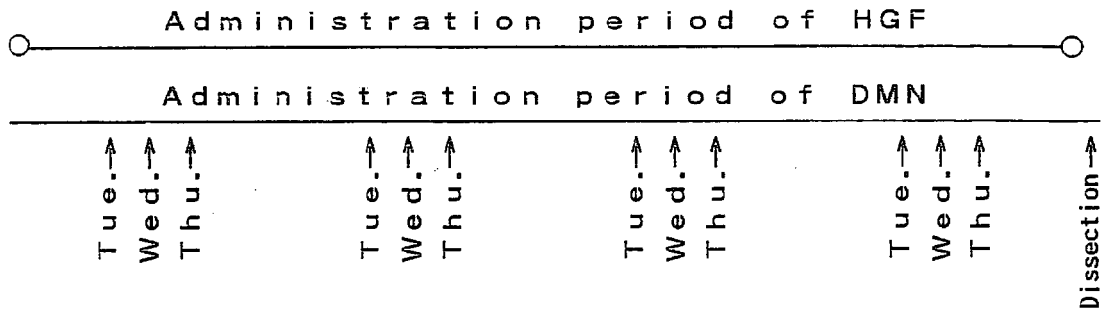 Administration period of HGF
Administration period of DMN
Tue.
Wed.
Thu.
Tue.
Wed.
Thu.
Tue.
Wed.
Thu.
Tue.
Wed.
Thu.
Dissection